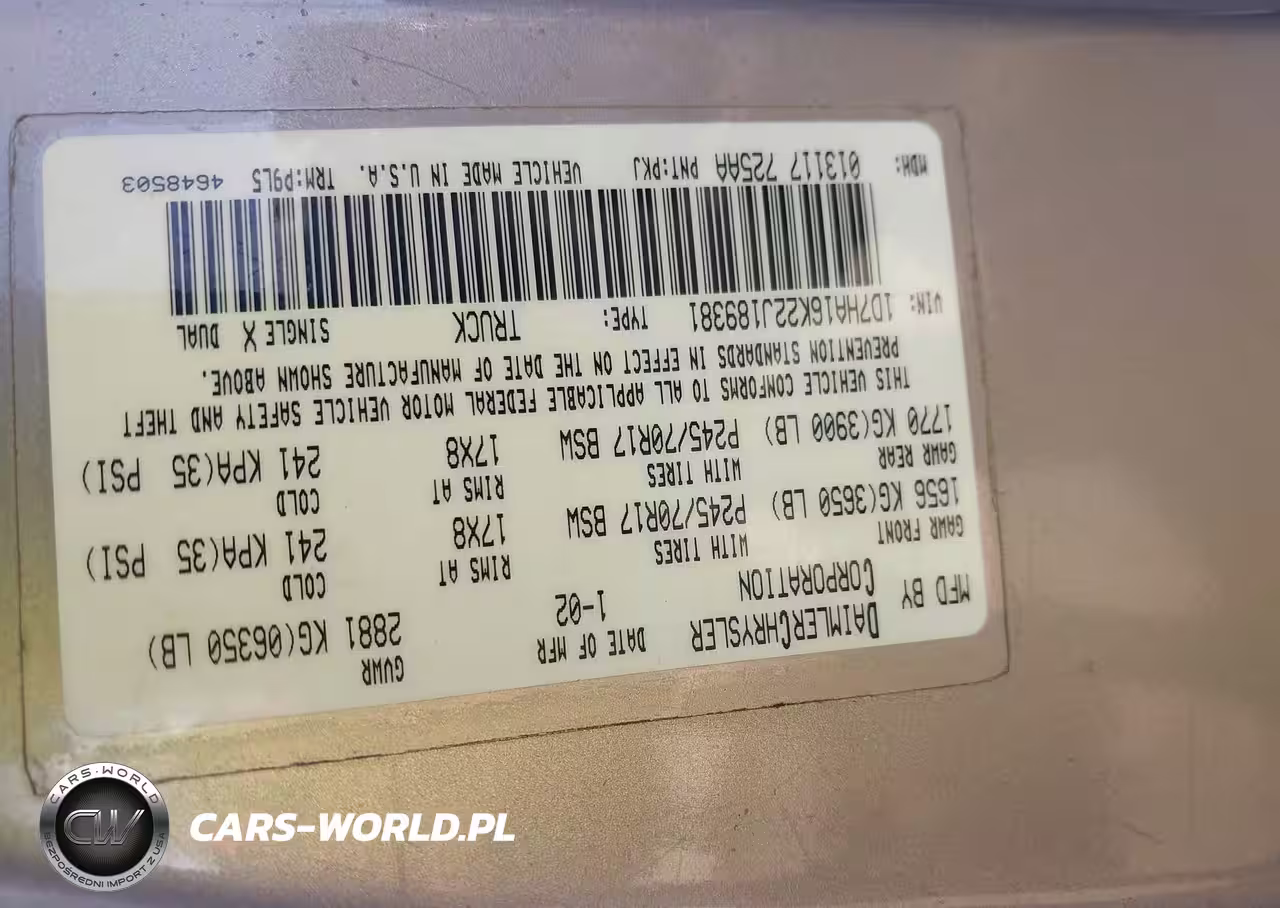 MFD BY DAIMLERCHRYSLER CORPORATION DATE OF MFR 1-02 GVWR 2881 KG(06350 LB)
GAWR FRONT WITH TIRES RIMS AT COLD
1656 KG(3650 LB) P245/70R17 BSW 17X8 241 KPA(35 PSI)
GAWR REAR WITH TIRES RIMS AT COLD
1770 KG(3900 LB) P245/70R17 BSW 17X8 241 KPA(35 PSI)
THIS VEHICLE CONFORMS TO ALL APPLICABLE FEDERAL MOTOR VEHICLE SAFETY AND THEFT
PREVENTION STANDARDS IN EFFECT ON THE DATE OF MANUFACTURE SHOWN ABOVE.
VIN: 1D7HA16K22J189381 TYPE: TRUCK SINGLE X DUAL
MDH: 013117 725AA PNT:PKJ VEHICLE MADE IN U.S.A. TRM:P9L5 4648503
CARS-WORLD
CW
BEZPOŚREDNI IMPORT Z USA
CARS-WORLD.PL